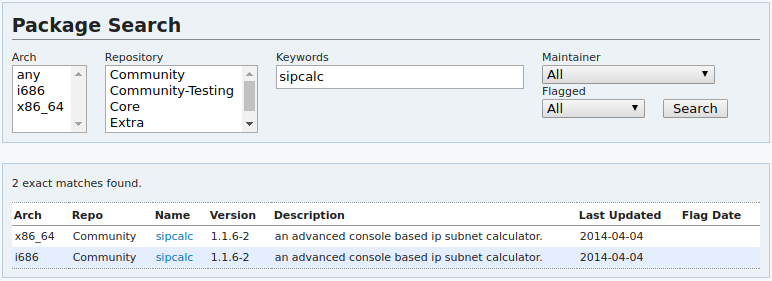 Package Search
Arch Repository Keywords Maintainer
any Community sipcalc All
i686 Community-Testing Flagged
x86_64 Core All Search
Extra
2 exact matches found.
Arch Repo Name Version Description Last Updated Flag Date
x86_64 Community sipcalc 1.1.6-2 an advanced console based ip subnet calculator. 2014-04-04
i686 Community sipcalc 1.1.6-2 an advanced console based ip subnet calculator. 2014-04-04